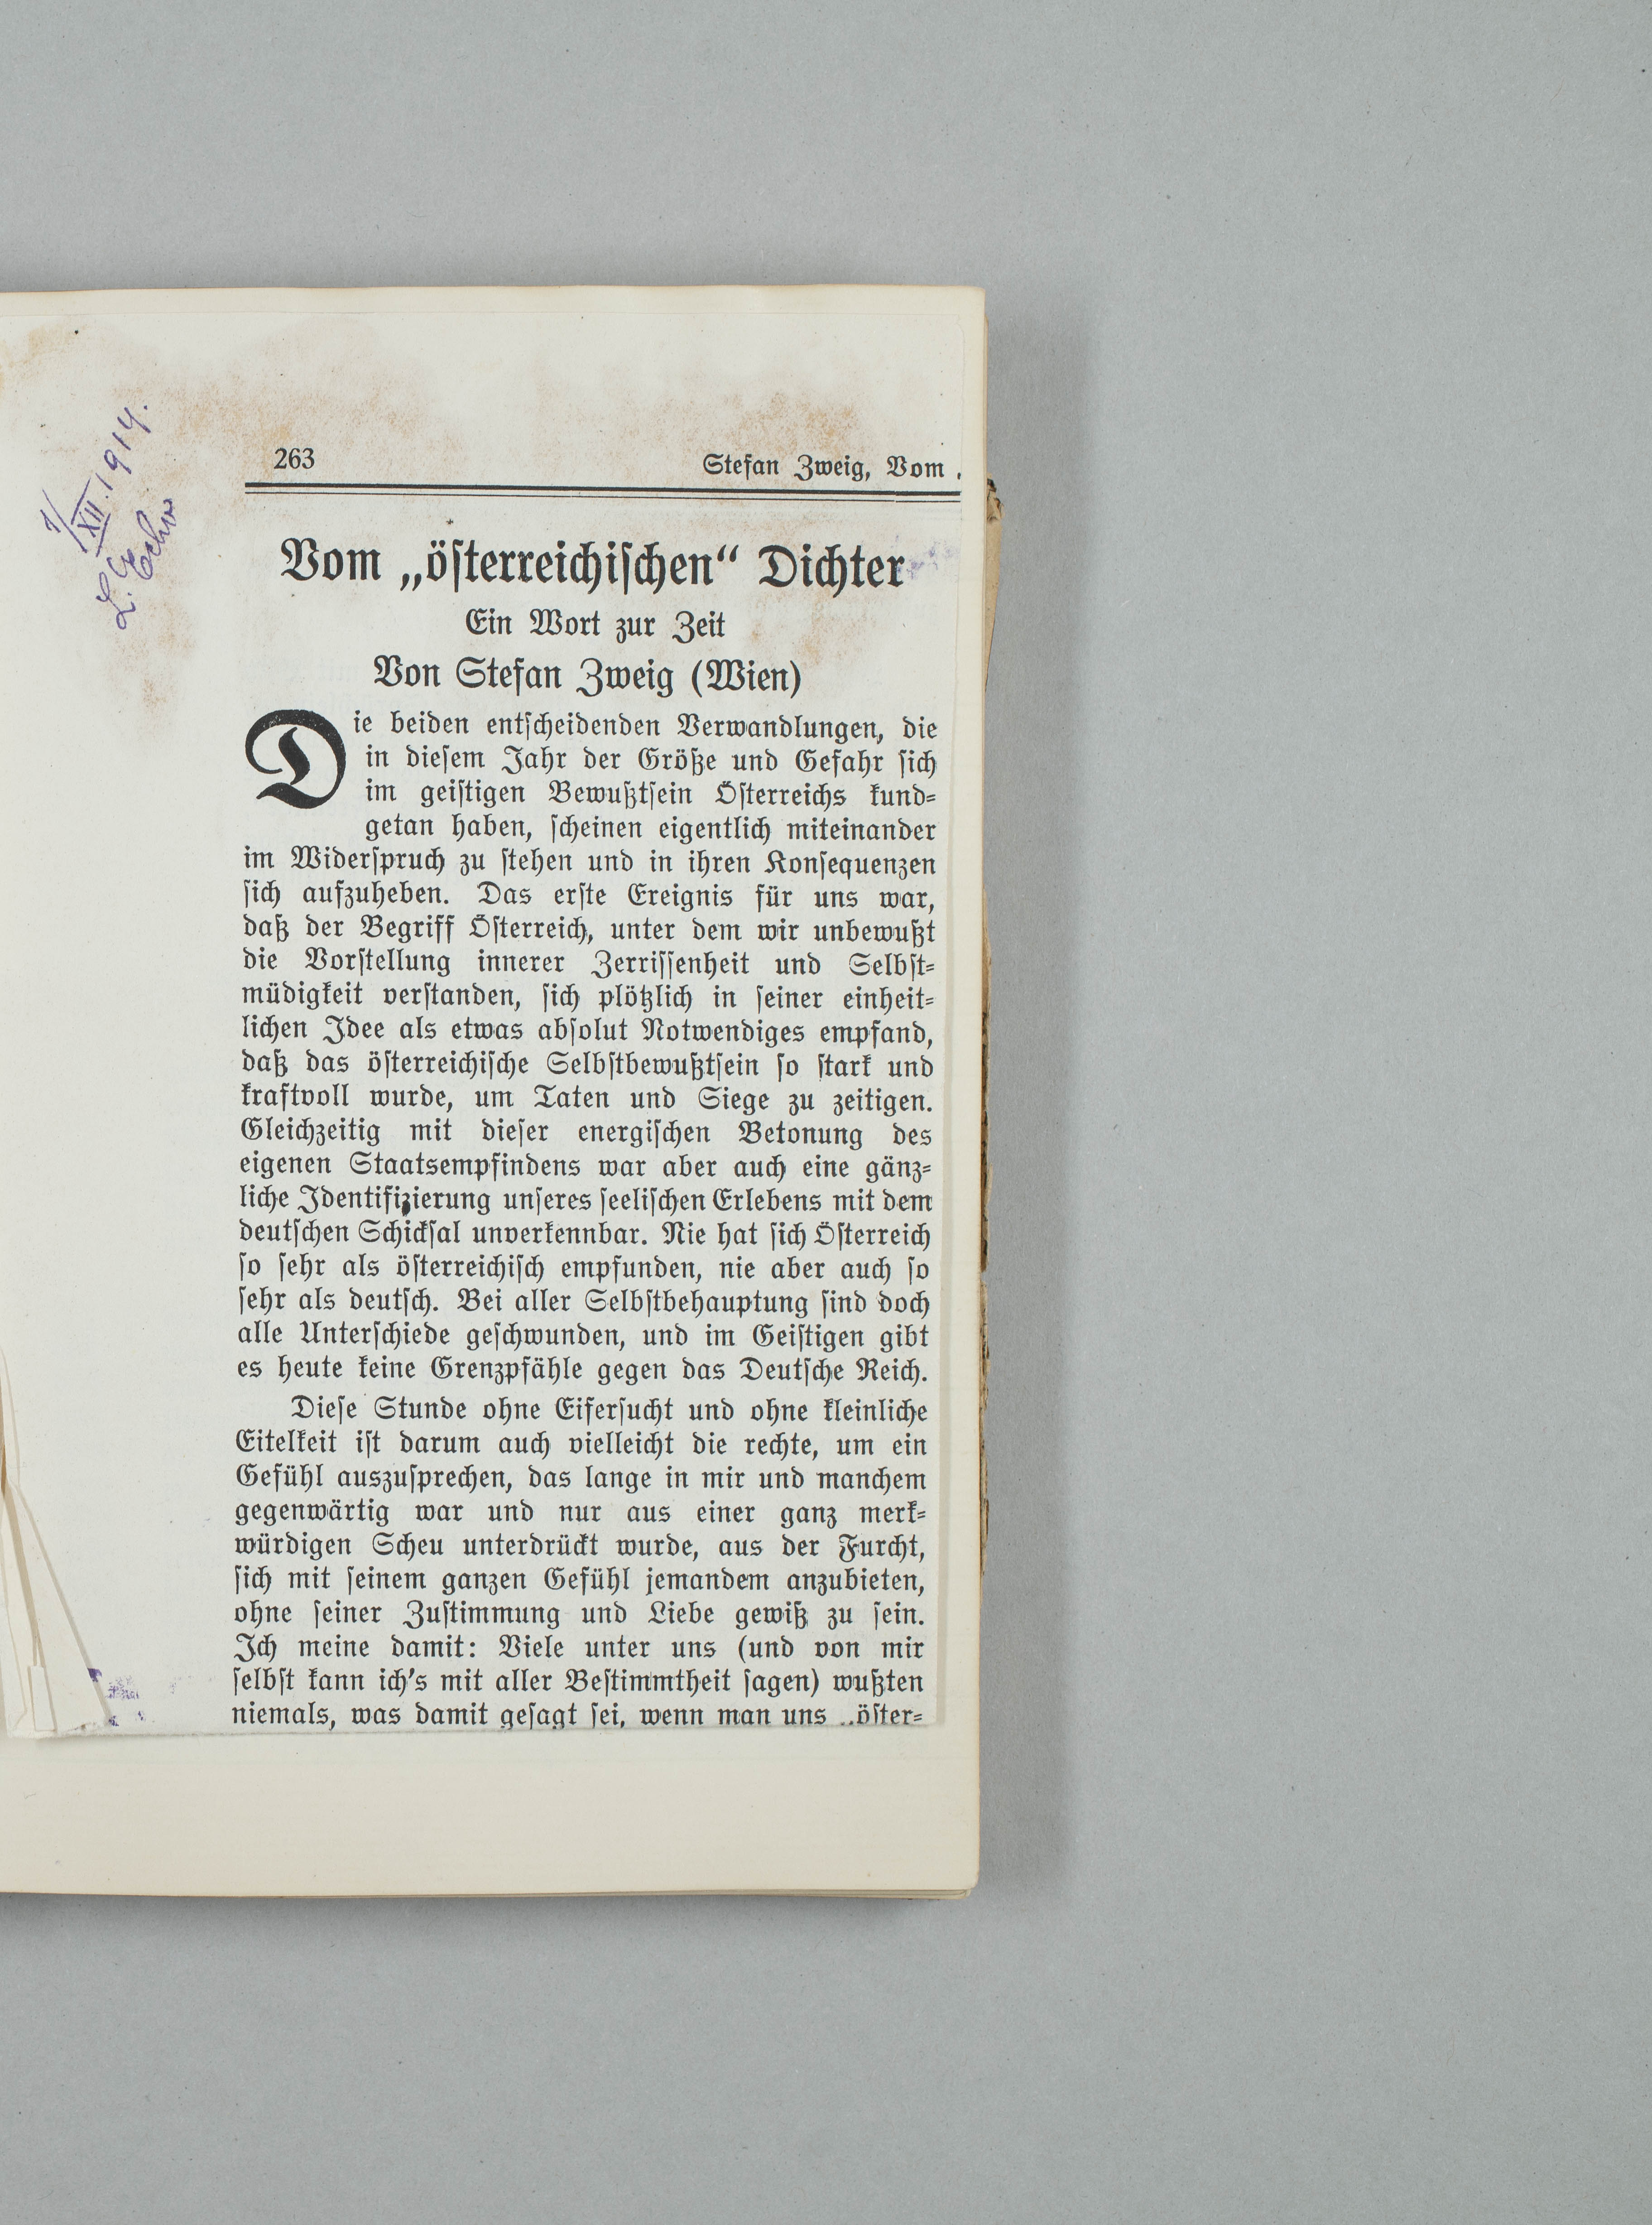 1/XII. 1914.
L. Echo
263 Stefan Zweig, Vom
Vom „österreichischen“ Dichter
Ein Wort zur Zeit
Von Stefan Zweig (Wien)
Die beiden entscheidenden Verwandlungen, die
in diesem Jahr der Größe und Gefahr sich
im geistigen Bewußtsein Österreichs kund-
getan haben, scheinen eigentlich miteinander
im Widerspruch zu stehen und in ihren Konsequenzen
sich aufzuheben. Das erste Ereignis für uns war,
daß der Begriff Österreich, unter dem wir unbewußt
die Vorstellung innerer Zerrissenheit und Selbst-
müdigkeit verstanden, sich plötzlich in seiner einheit-
lichen Idee als etwas absolut Notwendiges empfand,
daß das österreichische Selbstbewußtsein so stark und
kraftvoll wurde, um Taten und Siege zu zeitigen.
Gleichzeitig mit dieser energischen Betonung des
eigenen Staatsempfindens war aber auch eine gänz-
liche Identifizierung unseres seelischen Erlebens mit dem
deutschen Schicksal unverkennbar. Nie hat sich Österreich
so sehr als österreichisch empfunden, nie aber auch so
sehr als deutsch. Bei aller Selbstbehauptung sind doch
alle Unterschiede geschwunden, und im Geistigen gibt
es heute keine Grenzpfähle gegen das Deutsche Reich.
Diese Stunde ohne Eifersucht und ohne kleinliche
Eitelkeit ist darum auch vielleicht die rechte, um ein
Gefühl auszusprechen, das lange in mir und manchem
gegenwärtig war und nur aus einer ganz merk-
würdigen Scheu unterdrückt wurde, aus der Furcht,
sich mit seinem ganzen Gefühl jemandem anzubieten,
ohne seiner Zustimmung und Liebe gewiß zu sein.
Ich meine damit: Viele unter uns (und von mir
selbst kann ich's mit aller Bestimmtheit sagen) wußten
niemals, was damit gesagt sei, wenn man uns „öster-